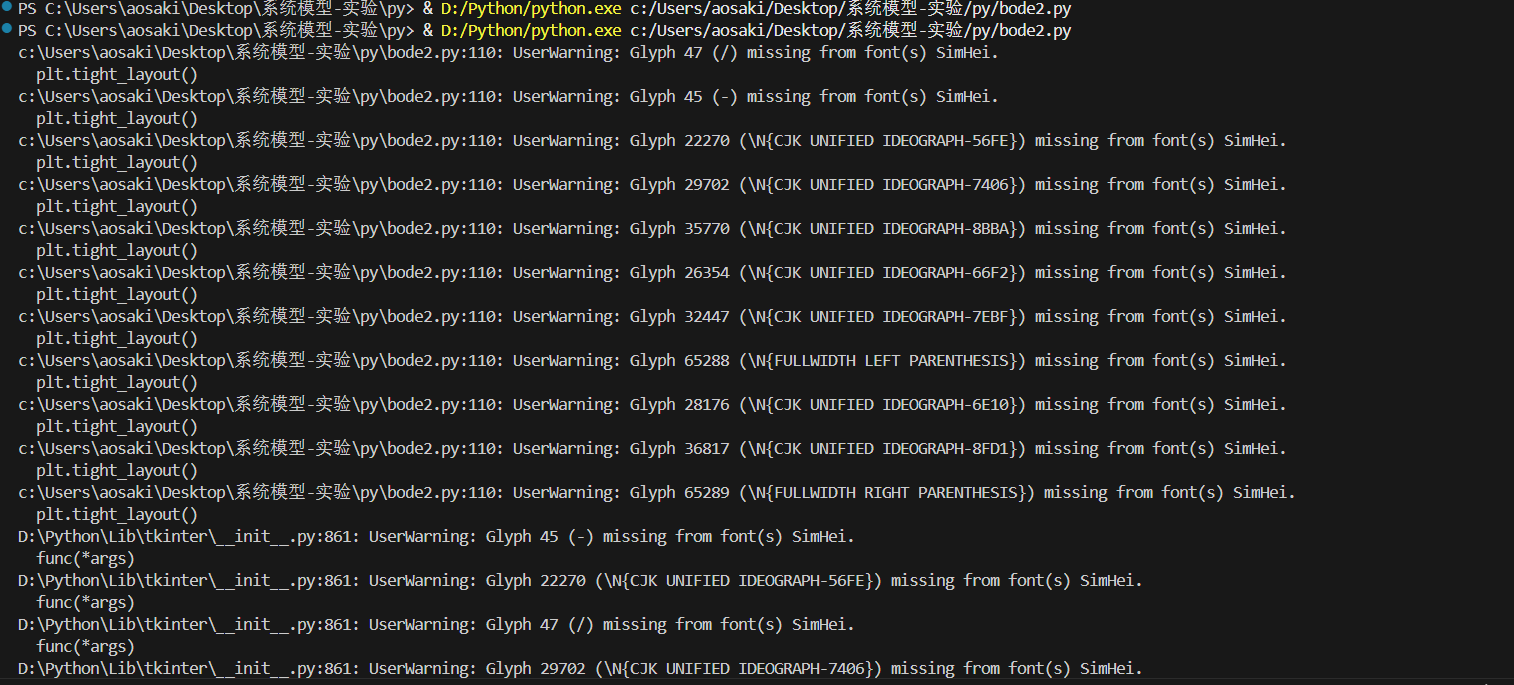 PS C:\Users\aosaki\Desktop\系统模型-实验\py> & D:/Python/python.exe c:/Users/aosaki/Desktop/系统模型-实验/py/bode2.py
PS C:\Users\aosaki\Desktop\系统模型-实验\py> & D:/Python/python.exe c:/Users/aosaki/Desktop/系统模型-实验/py/bode2.py
c:\Users\aosaki\Desktop\系统模型-实验\py\bode2.py:110: UserWarning: Glyph 47 (/) missing from font(s) SimHei.
  plt.tight_layout()
c:\Users\aosaki\Desktop\系统模型-实验\py\bode2.py:110: UserWarning: Glyph 45 (-) missing from font(s) SimHei.
  plt.tight_layout()
c:\Users\aosaki\Desktop\系统模型-实验\py\bode2.py:110: UserWarning: Glyph 22270 (\N{CJK UNIFIED IDEOGRAPH-56FE}) missing from font(s) SimHei.
  plt.tight_layout()
c:\Users\aosaki\Desktop\系统模型-实验\py\bode2.py:110: UserWarning: Glyph 29702 (\N{CJK UNIFIED IDEOGRAPH-7406}) missing from font(s) SimHei.
  plt.tight_layout()
c:\Users\aosaki\Desktop\系统模型-实验\py\bode2.py:110: UserWarning: Glyph 35770 (\N{CJK UNIFIED IDEOGRAPH-8BBA}) missing from font(s) SimHei.
  plt.tight_layout()
c:\Users\aosaki\Desktop\系统模型-实验\py\bode2.py:110: UserWarning: Glyph 26354 (\N{CJK UNIFIED IDEOGRAPH-66F2}) missing from font(s) SimHei.
  plt.tight_layout()
c:\Users\aosaki\Desktop\系统模型-实验\py\bode2.py:110: UserWarning: Glyph 32447 (\N{CJK UNIFIED IDEOGRAPH-7EBF}) missing from font(s) SimHei.
  plt.tight_layout()
c:\Users\aosaki\Desktop\系统模型-实验\py\bode2.py:110: UserWarning: Glyph 65288 (\N{FULLWIDTH LEFT PARENTHESIS}) missing from font(s) SimHei.
  plt.tight_layout()
c:\Users\aosaki\Desktop\系统模型-实验\py\bode2.py:110: UserWarning: Glyph 28176 (\N{CJK UNIFIED IDEOGRAPH-6E10}) missing from font(s) SimHei.
  plt.tight_layout()
c:\Users\aosaki\Desktop\系统模型-实验\py\bode2.py:110: UserWarning: Glyph 36817 (\N{CJK UNIFIED IDEOGRAPH-8FD1}) missing from font(s) SimHei.
  plt.tight_layout()
c:\Users\aosaki\Desktop\系统模型-实验\py\bode2.py:110: UserWarning: Glyph 65289 (\N{FULLWIDTH RIGHT PARENTHESIS}) missing from font(s) SimHei.
  plt.tight_layout()
D:\Python\Lib\tkinter\__init__.py:861: UserWarning: Glyph 45 (-) missing from font(s) SimHei.
  func(*args)
D:\Python\Lib\tkinter\__init__.py:861: UserWarning: Glyph 22270 (\N{CJK UNIFIED IDEOGRAPH-56FE}) missing from font(s) SimHei.
  func(*args)
D:\Python\Lib\tkinter\__init__.py:861: UserWarning: Glyph 47 (/) missing from font(s) SimHei.
  func(*args)
D:\Python\Lib\tkinter\__init__.py:861: UserWarning: Glyph 29702 (\N{CJK UNIFIED IDEOGRAPH-7406}) missing from font(s) SimHei.